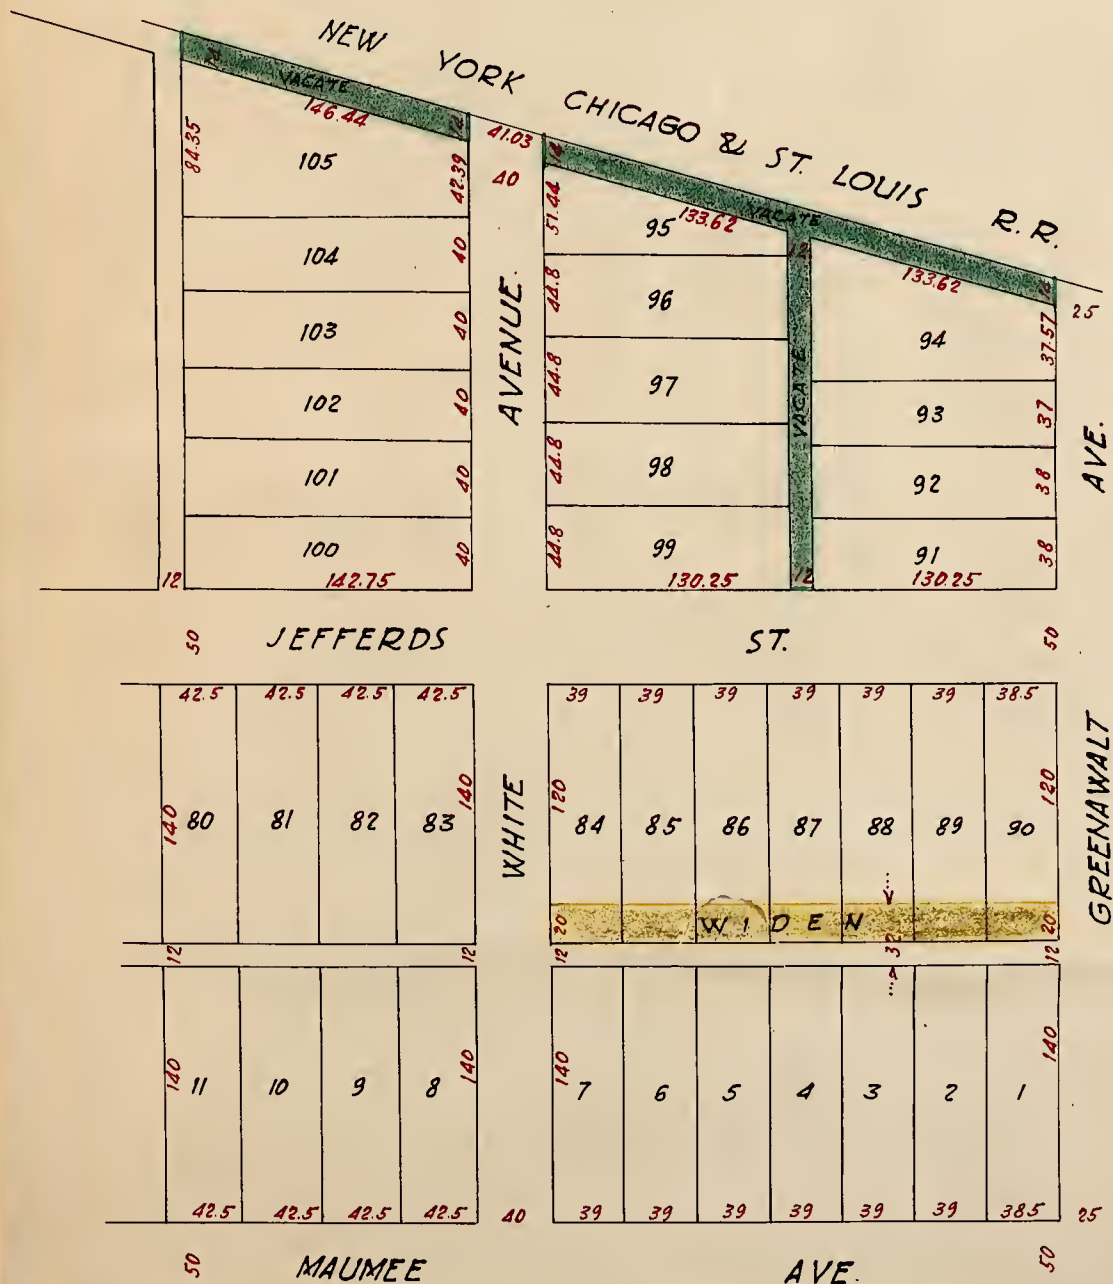 NEW YORK CHICAGO & ST. LOUIS R. R.
14 VACATE 14 41.03 14 VACATE 14
146.44 133.62 12 133.62
84.35 105 42.39 40 51.44 95 25
104 40 44.8 96 94 37.57
103 40 AVENUE. 44.8 97 VACATE 93 37 AVE.
102 40 44.8 98 92 38
101 40 44.8 99 91 38
100 40
12 142.75 130.25 12 130.25
50 JEFFERDS ST. 50
42.5 42.5 42.5 42.5 39 39 39 39 39 39 38.5
140 80 81 82 83 140 WHITE 120 84 85 86 87 88 89 90 120 GREENAWALT
20 WIDEN 20
12 12 12 32 12
140 11 10 9 8 140 140 7 6 5 4 3 2 1 140
42.5 42.5 42.5 42.5 40 39 39 39 39 39 39 38.5 25
50 MAUMEE AVE. 50